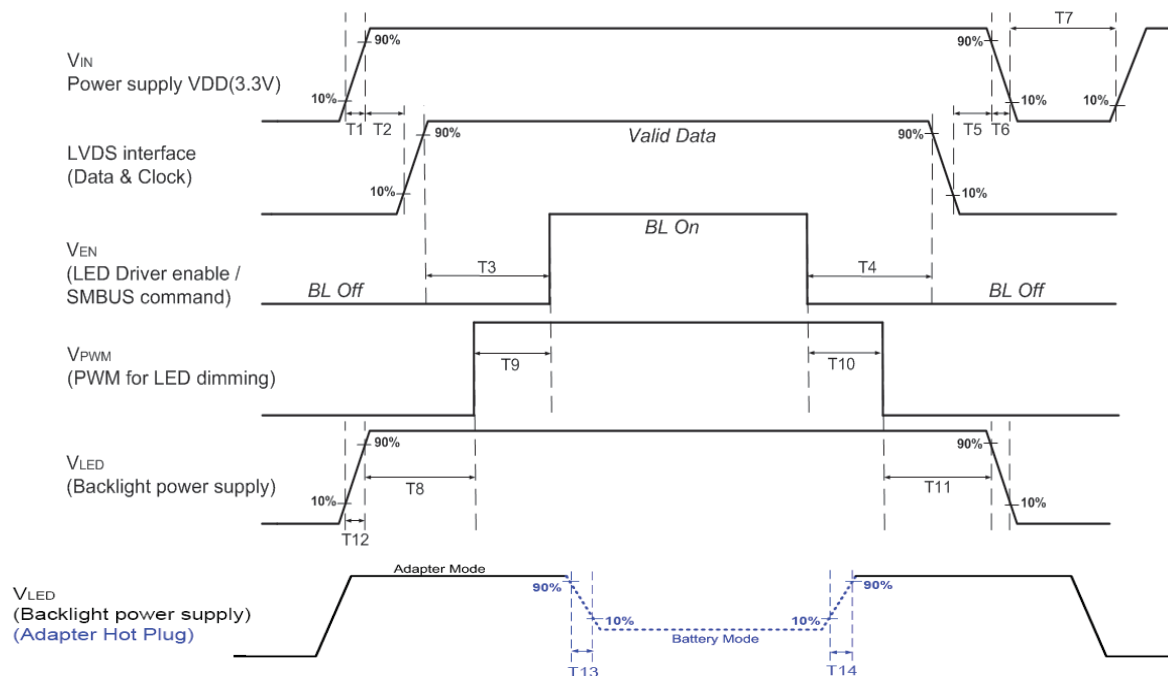 T7
90%
90%
VIN
Power supply VDD(3.3V)
10%
10%
10%
T1
T2
T5
T6
90%
Valid Data
90%
LVDS interface
(Data & Clock)
10%
10%
VEN
(LED Driver enable /
SMBUS command)
BL On
T3
T4
BL Off
BL Off
VPWM
(PWM for LED dimming)
T9
T10
90%
90%
VLED
(Backlight power supply)
T8
T11
10%
10%
T12
Adapter Mode
VLED
(Backlight power supply)
(Adapter Hot Plug)
90%
90%
10%
10%
Battery Mode
T13
T14